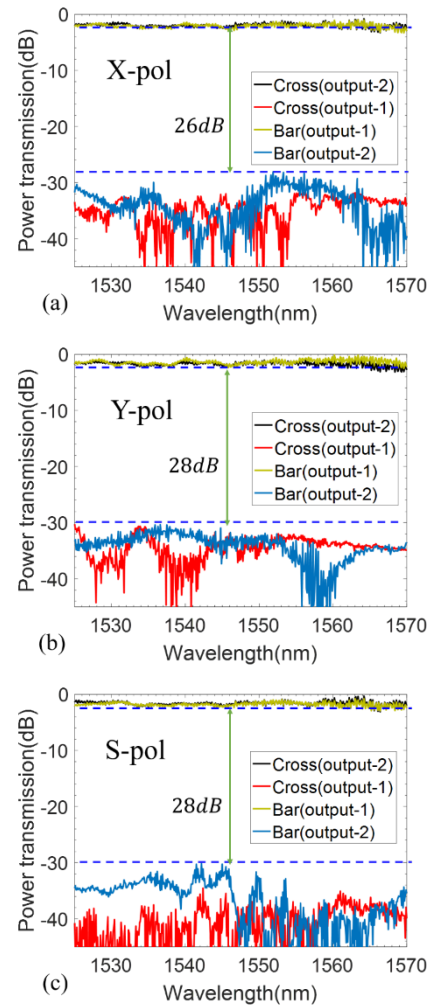 0
X-pol
-10
Power transmission(dB)
Cross(output-2)
Cross(output-1)
26dB
Bar(output-1)
-20
Bar(output-2)
-30
-40
1530 1540 1550 1560 1570
(a)
Wavelength(nm)
0
Y-pol
-10
Power transmission(dB)
Cross(output-2)
Cross(output-1)
28dB
Bar(output-1)
-20
Bar(output-2)
-30
-40
1530 1540 1550 1560 1570
(b)
Wavelength(nm)
0
S-pol
-10
Power transmission(dB)
Cross(output-2)
Cross(output-1)
28dB
Bar(output-1)
-20
Bar(output-2)
-30
-40
1530 1540 1550 1560 1570
(c)
Wavelength(nm)